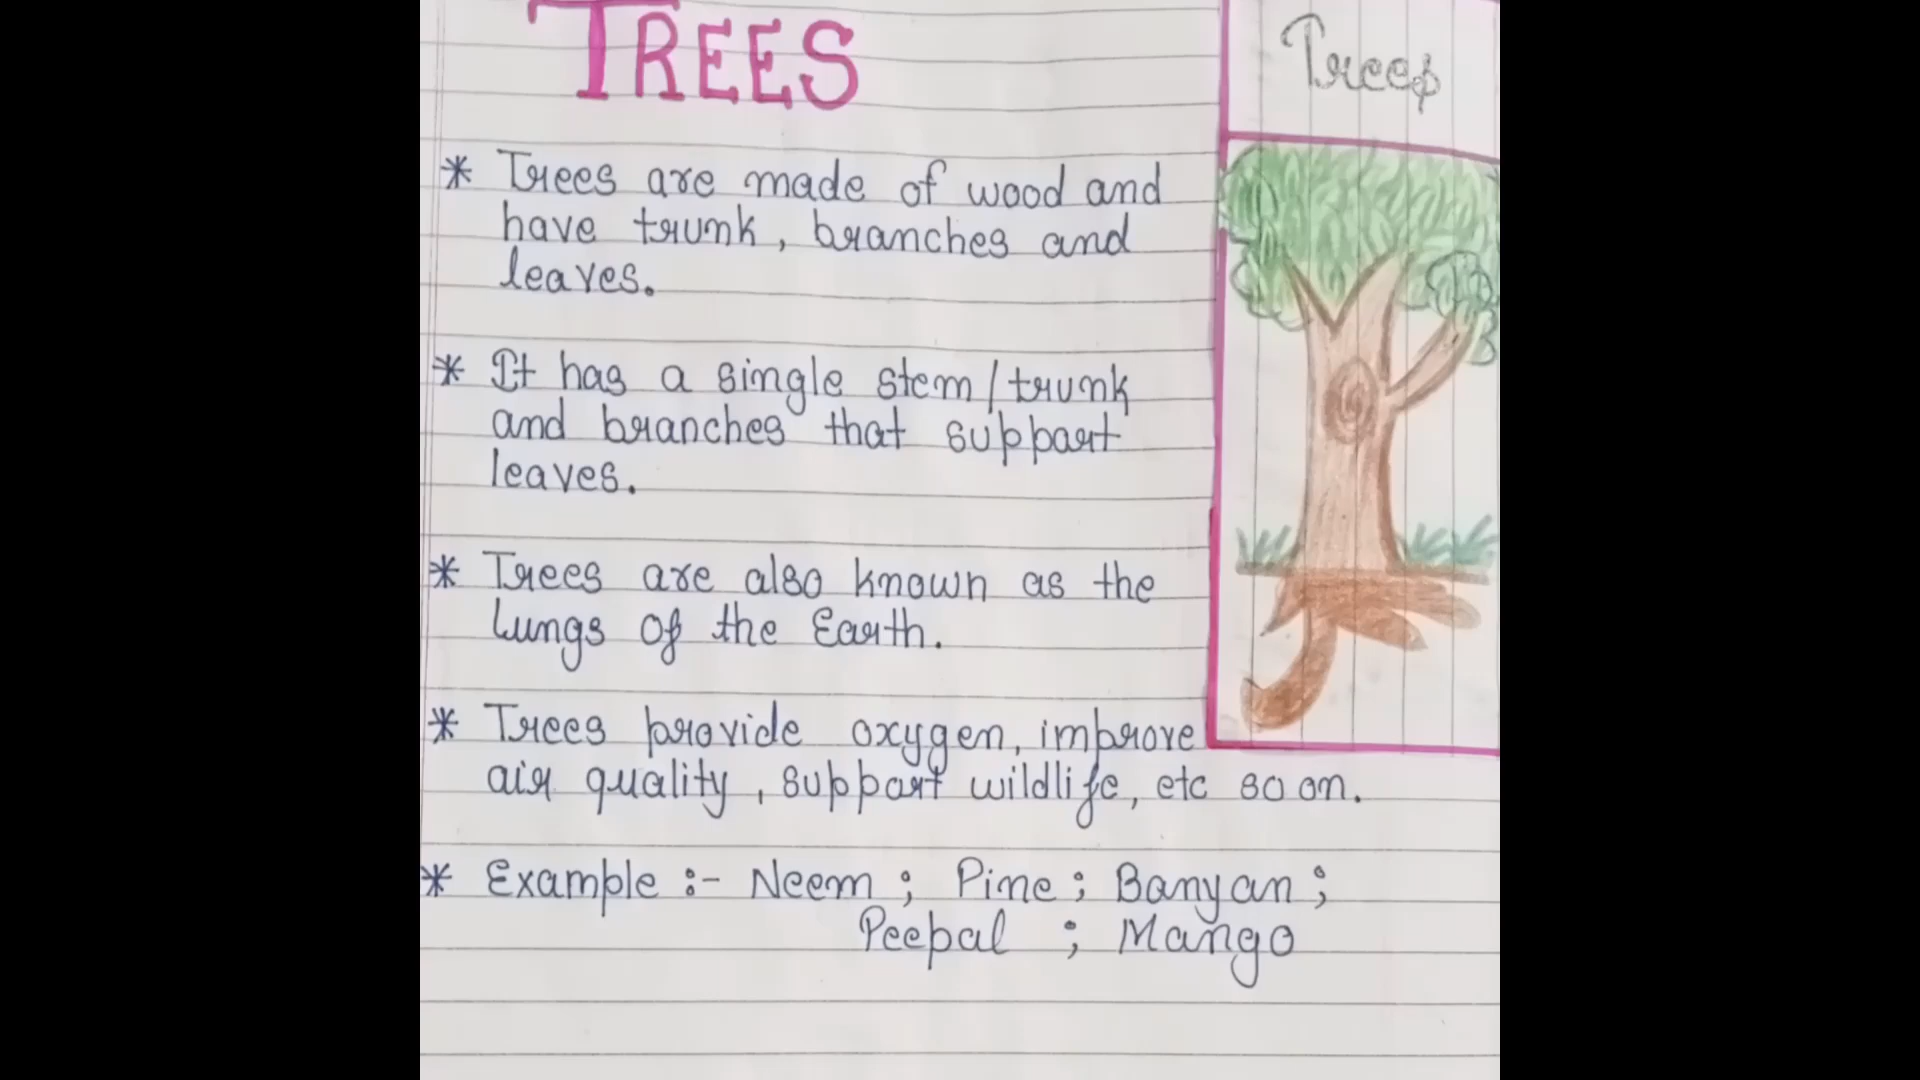 TREES
Trees
* Trees are made of wood and
have trunk, branches and
leaves.
* It has a single stem/trunk
and branches that support
leaves.
* Trees are also known as the
Lungs of the Earth.
* Trees provide oxygen, improve
air quality, support wildlife, etc so on.
* Example :- Neem ; Pine ; Banyan ;
Peepal ; Mango